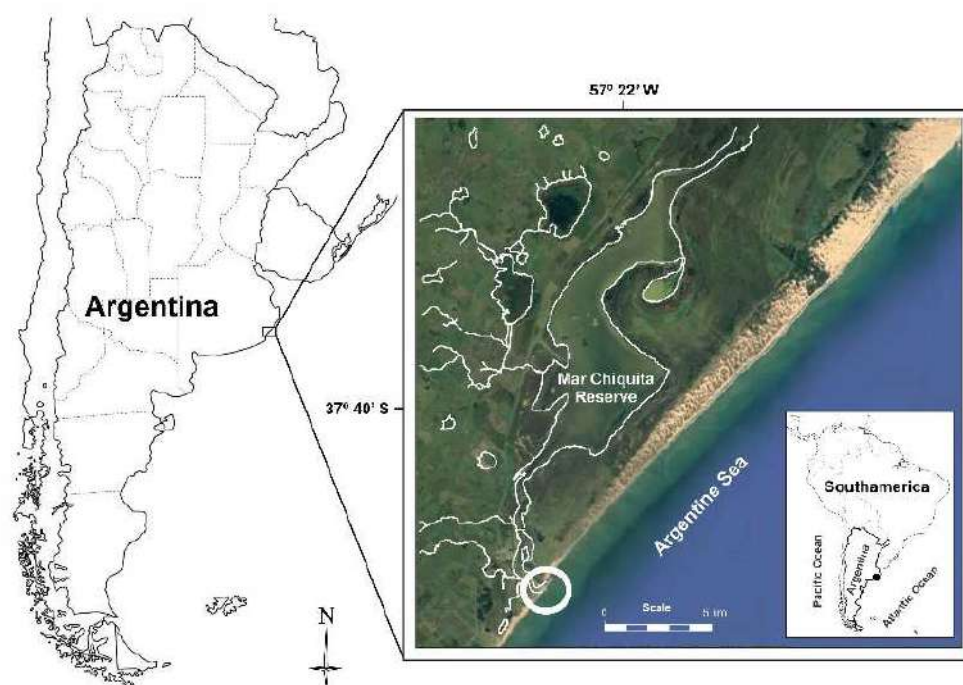 57º 22' W
Argentina
37º 40' S
Mar Chiquita
Reserve
Argentine Sea
Scale
0
N
Southamerica
Pacific Ocean
Argentina
Atlantic Ocean